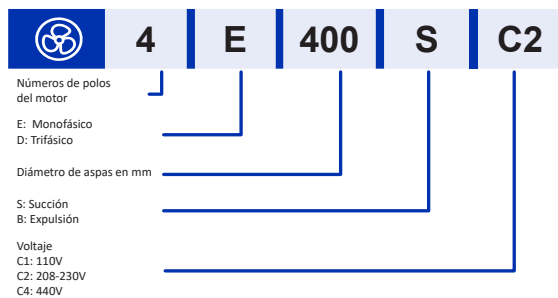 4 E 400 S C2
Números de polos
del motor
E: Monofásico
D: Trifásico
Diámetro de aspas en mm
S: Succión
B: Expulsión
Voltaje
C1: 110V
C2: 208-230V
C4: 440V